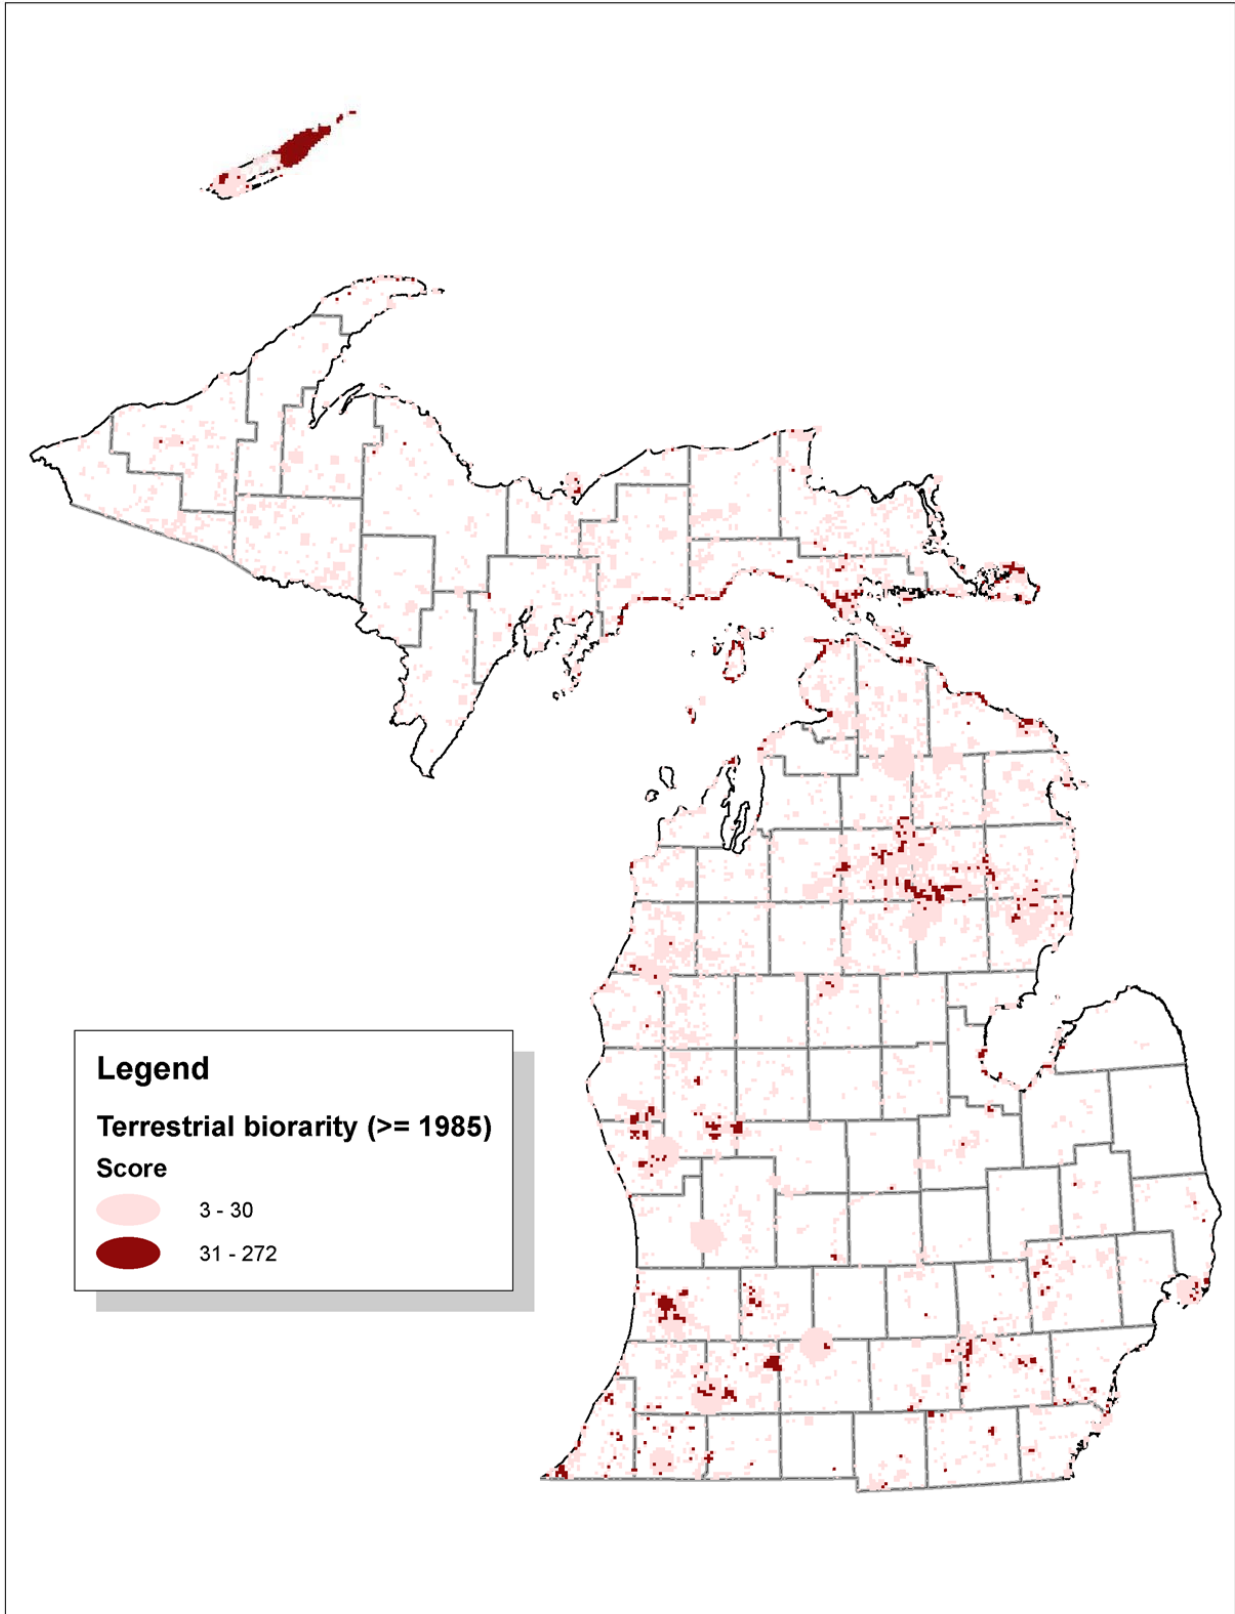 Legend
Terrestrial biorarity (>= 1985)
Score
3 - 30
31 - 272